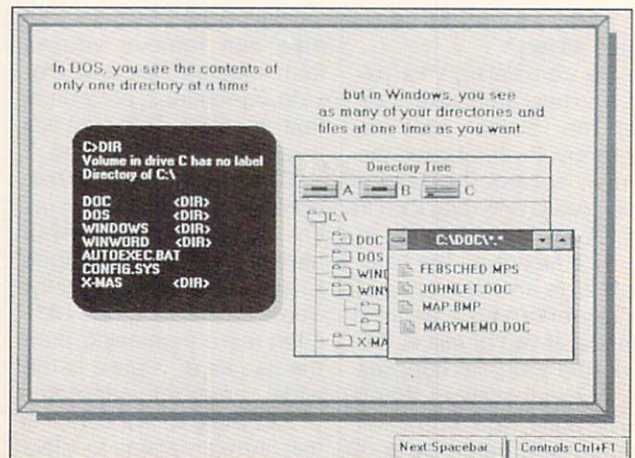 In DOS, you see the contents of
only one directory at a time
but in Windows, you see
as many of your directories and
files at one time as you want
C>DIR
Volume in drive C has no label
Directory of C:\
DOC <DIR>
DOS <DIR>
WINDOWS <DIR>
WINWORD <DIR>
AUTOEXEC.BAT
CONFIG.SYS
X-MAS <DIR>
Directory Tree
A B C
C:\
DOC
DOS
WIND
WINV
X-MA
C:\DOC\*.*
FEBSCHED.MPS
JOHNLET.DOC
MAP.BMP
MARYMEMO.DOC
Next:Spacebar Controls:Ctrl+F1